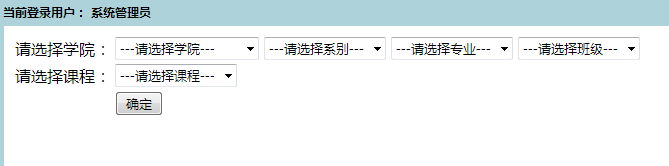 当前登录用户： 系统管理员
请选择学院： ---请选择学院--- ---请选择系别--- ---请选择专业--- ---请选择班级---
请选择课程： ---请选择课程---
确定